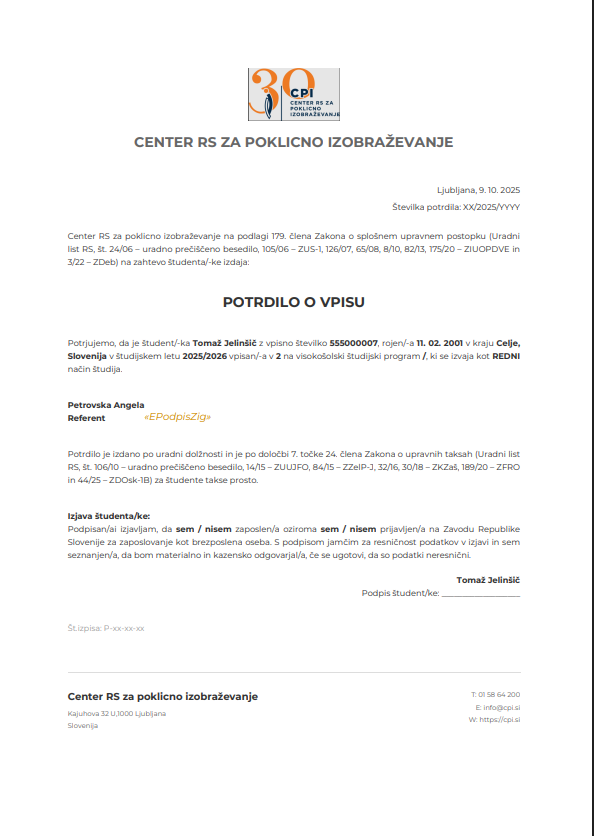 30
CPI
CENTER RS ZA
POKLICNO
IZOBRAŽEVANJE
CENTER RS ZA POKLICNO IZOBRAŽEVANJE
Ljubljana, 9. 10. 2025
Številka potrdila: XX/2025/YYYY
Center RS za poklicno izobraževanje na podlagi 179. člena Zakona o splošnem upravnem postopku (Uradni
list RS, št. 24/06 – uradno prečiščeno besedilo, 105/06 – ZUS-1, 126/07, 65/08, 8/10, 82/13, 175/20 – ZIUOPDVE in
3/22 – ZDeb) na zahtevo študenta/-ke izdaja:
POTRDILO O VPISU
Potrjujemo, da je študent/-ka Tomaž Jelinšič z vpisno številko 555000007, rojen/-a 11. 02. 2001 v kraju Celje,
Slovenija v študijskem letu 2025/2026 vpisan/-a v 2 na visokošolski študijski program /, ki se izvaja kot REDNI
način študija.
Petrovska Angela
Referent «EPodpisZig»
Potrdilo je izdano po uradni dolžnosti in je po določbi 7. točke 24. člena Zakona o upravnih taksah (Uradni list
RS, št. 106/10 – uradno prečiščeno besedilo, 14/15 – ZUUJFO, 84/15 – ZZelP-J, 32/16, 30/18 – ZKZaš, 189/20 – ZFRO
in 44/25 – ZDOsk-1B) za študente takse prosto.
Izjava študenta/ke:
Podpisan/ai izjavljam, da sem / nisem zaposlen/a oziroma sem / nisem prijavljen/a na Zavodu Republike
Slovenije za zaposlovanje kot brezposlena oseba. S podpisom jamčim za resničnost podatkov v izjavi in sem
seznanjen/a, da bom materialno in kazensko odgovarjal/a, če se ugotovi, da so podatki neresnični.
Tomaž Jelinšič
Podpis študent/ke: ________________
Št.izpisa: P-xx-xx-xx
Center RS za poklicno izobraževanje
Kajuhova 32 U,1000 Ljubljana
Slovenija
T: 01 58 64 200
E: info@cpi.si
W: https://cpi.si